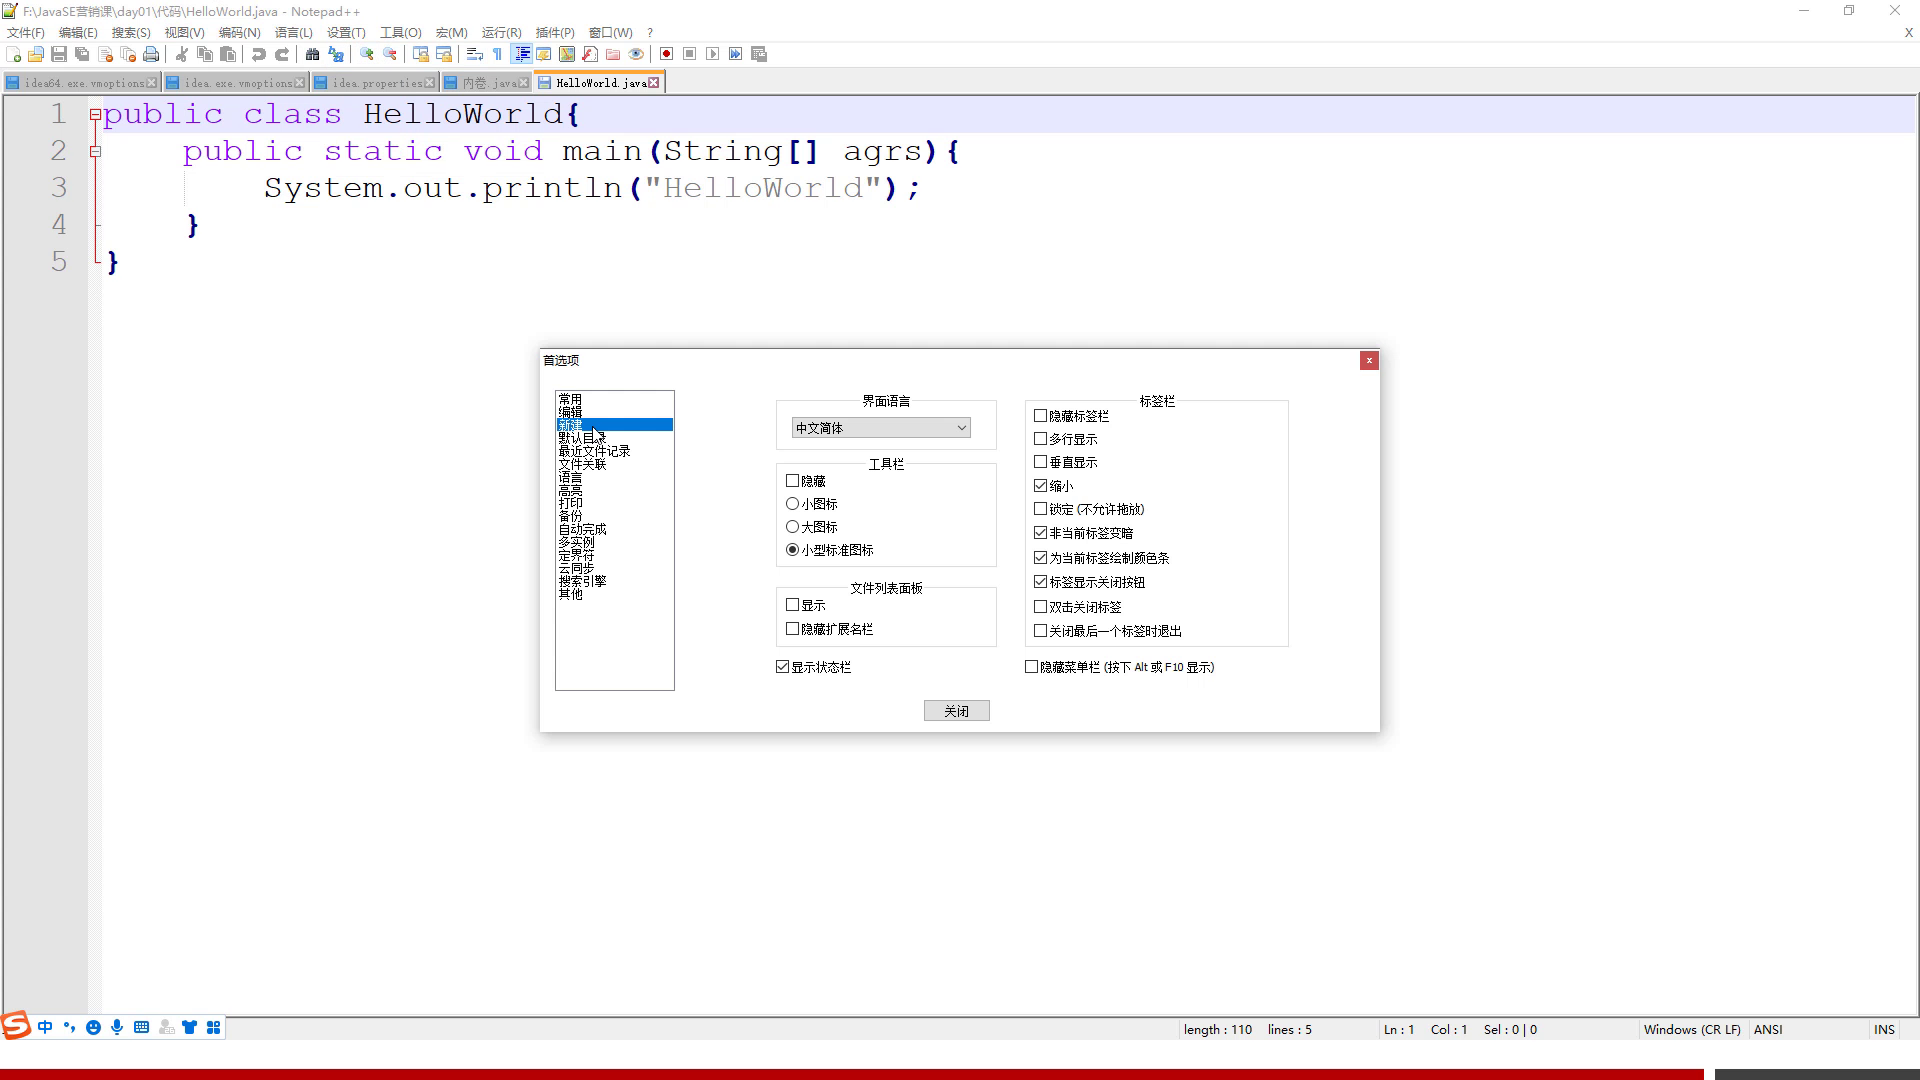 F:\JavaSE营销课\day01\代码\HelloWorld.java - Notepad++
文件(F) 编辑(E) 搜索(S) 视图(V) 编码(N) 语言(L) 设置(T) 工具(O) 宏(M) 运行(R) 插件(P) 窗口(W) ? X
idea64.exe.vmoptions idea.exe.vmoptions idea.properties 内卷.java HelloWorld.java
1 public class HelloWorld{
2 public static void main(String[] agrs){
3 System.out.println("HelloWorld");
4 }
5 }
首选项
常用
编辑
新建
默认目录
最近文件记录
文件关联
语言
高亮
打印
备份
自动完成
多实例
定界符
云同步
搜索引擎
其他
界面语言
中文简体
工具栏
隐藏
小图标
大图标
小型标准图标
文件列表面板
显示
隐藏扩展名栏
显示状态栏
标签栏
隐藏标签栏
多行显示
垂直显示
缩小
锁定 (不允许拖放)
非当前标签变暗
为当前标签绘制颜色条
标签显示关闭按钮
双击关闭标签
关闭最后一个标签时退出
隐藏菜单栏 (按下 Alt 或 F10 显示)
关闭
中
length : 110 lines : 5 Ln : 1 Col : 1 Sel : 0 | 0 Windows (CR LF) ANSI INS